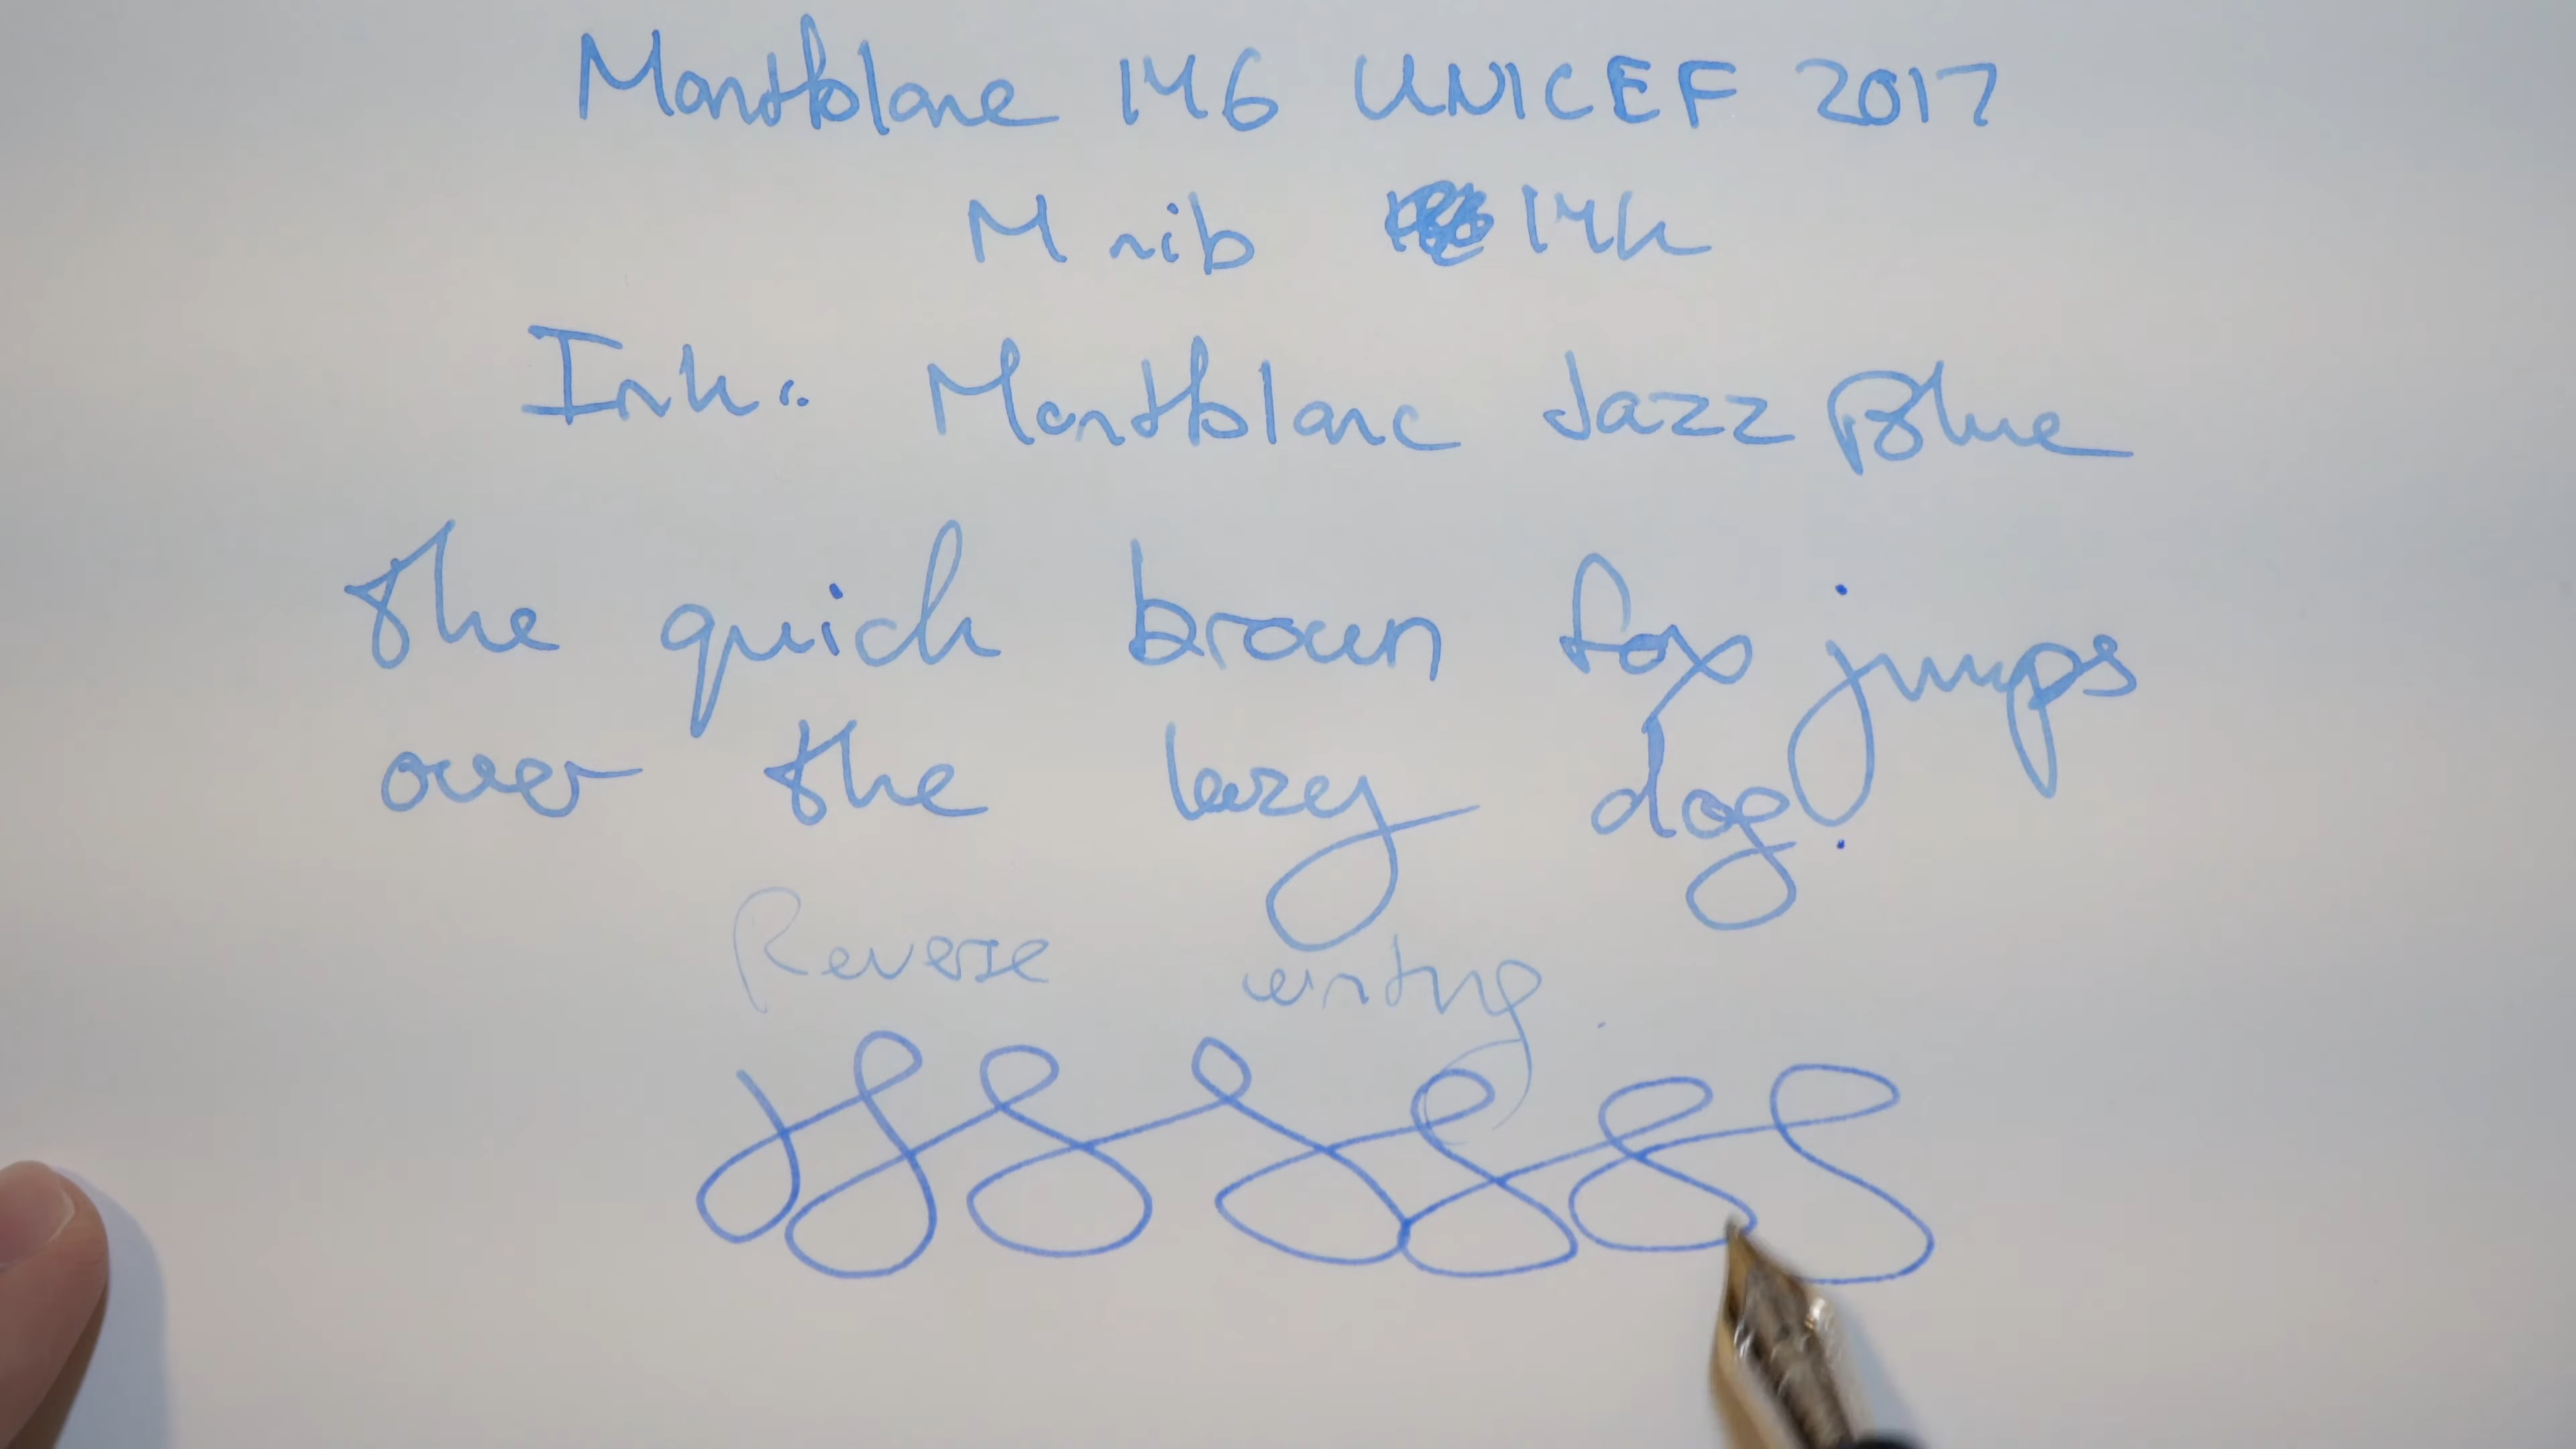 Montblanc 146 UNICEF 2017
M nib 14k
Ink: Montblanc Jazz Blue
the quick brown fox jumps
over the lazy dog.
Reverse writing.